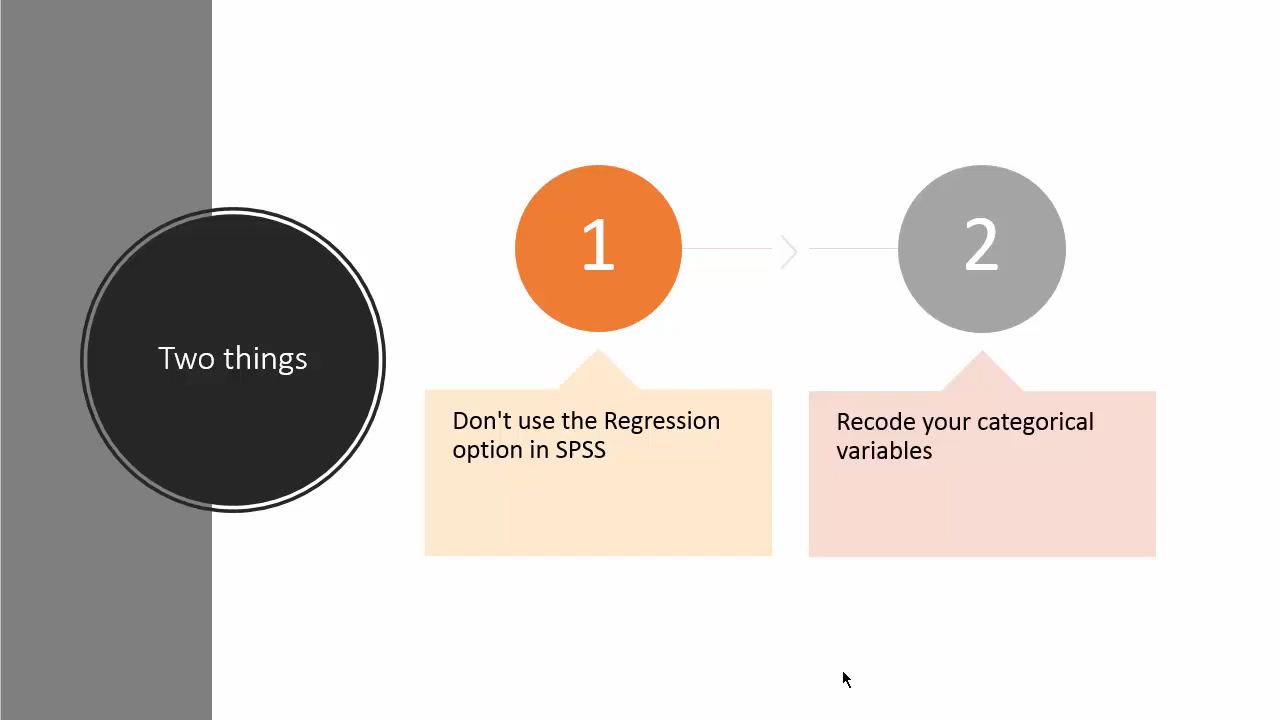 Two things
1
2
Don't use the Regression
option in SPSS
Recode your categorical
variables